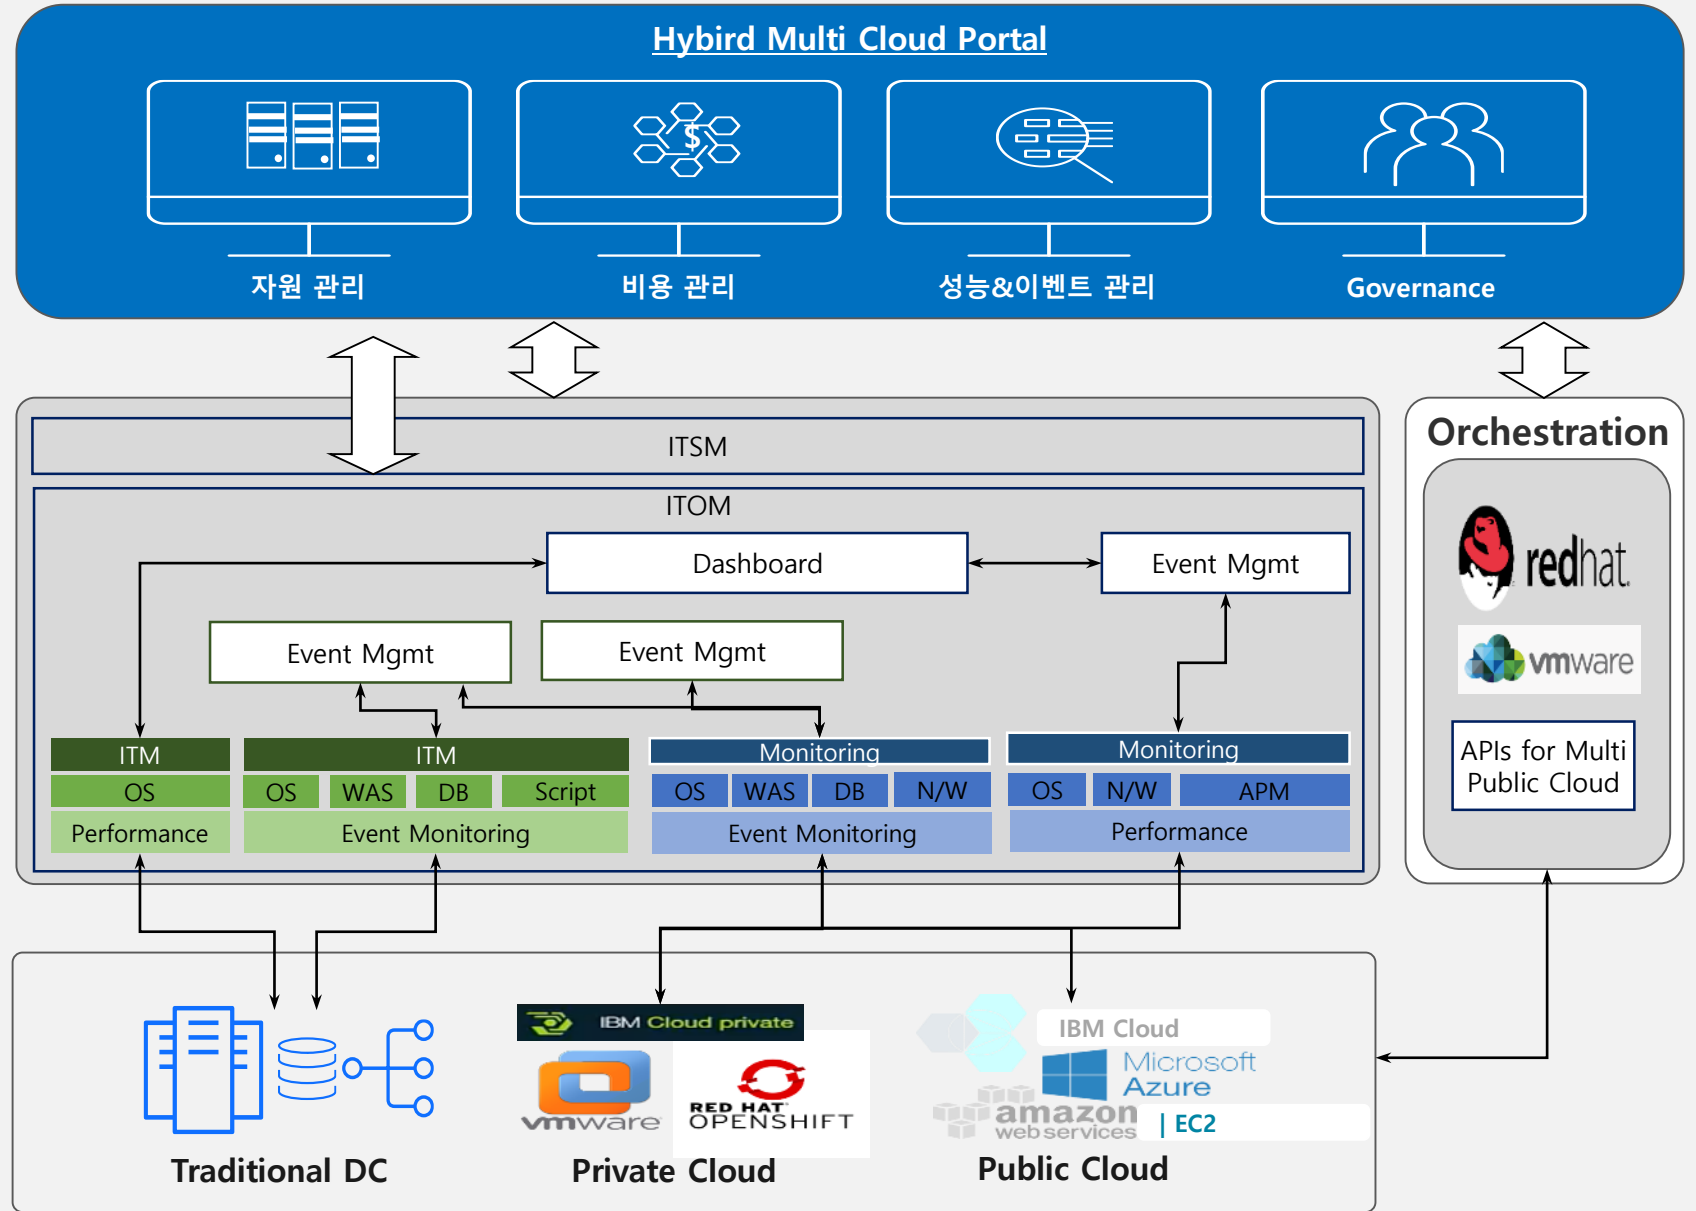 Hybird Multi Cloud Portal
$
자원 관리
비용 관리
성능&이벤트 관리
Governance
ITSM
ITOM
Dashboard
Event Mgmt
Event Mgmt
Event Mgmt
ITM
OS
Performance
ITM
OS WAS DB Script
Event Monitoring
Monitoring
OS WAS DB N/W
Event Monitoring
Monitoring
OS N/W APM
Performance
Orchestration
redhat.
vmware
APIs for Multi
Public Cloud
Traditional DC
IBM Cloud private
vmware
RED HAT
OPENSHIFT
Private Cloud
IBM Cloud
Microsoft
Azure
amazon
web services
| EC2
Public Cloud